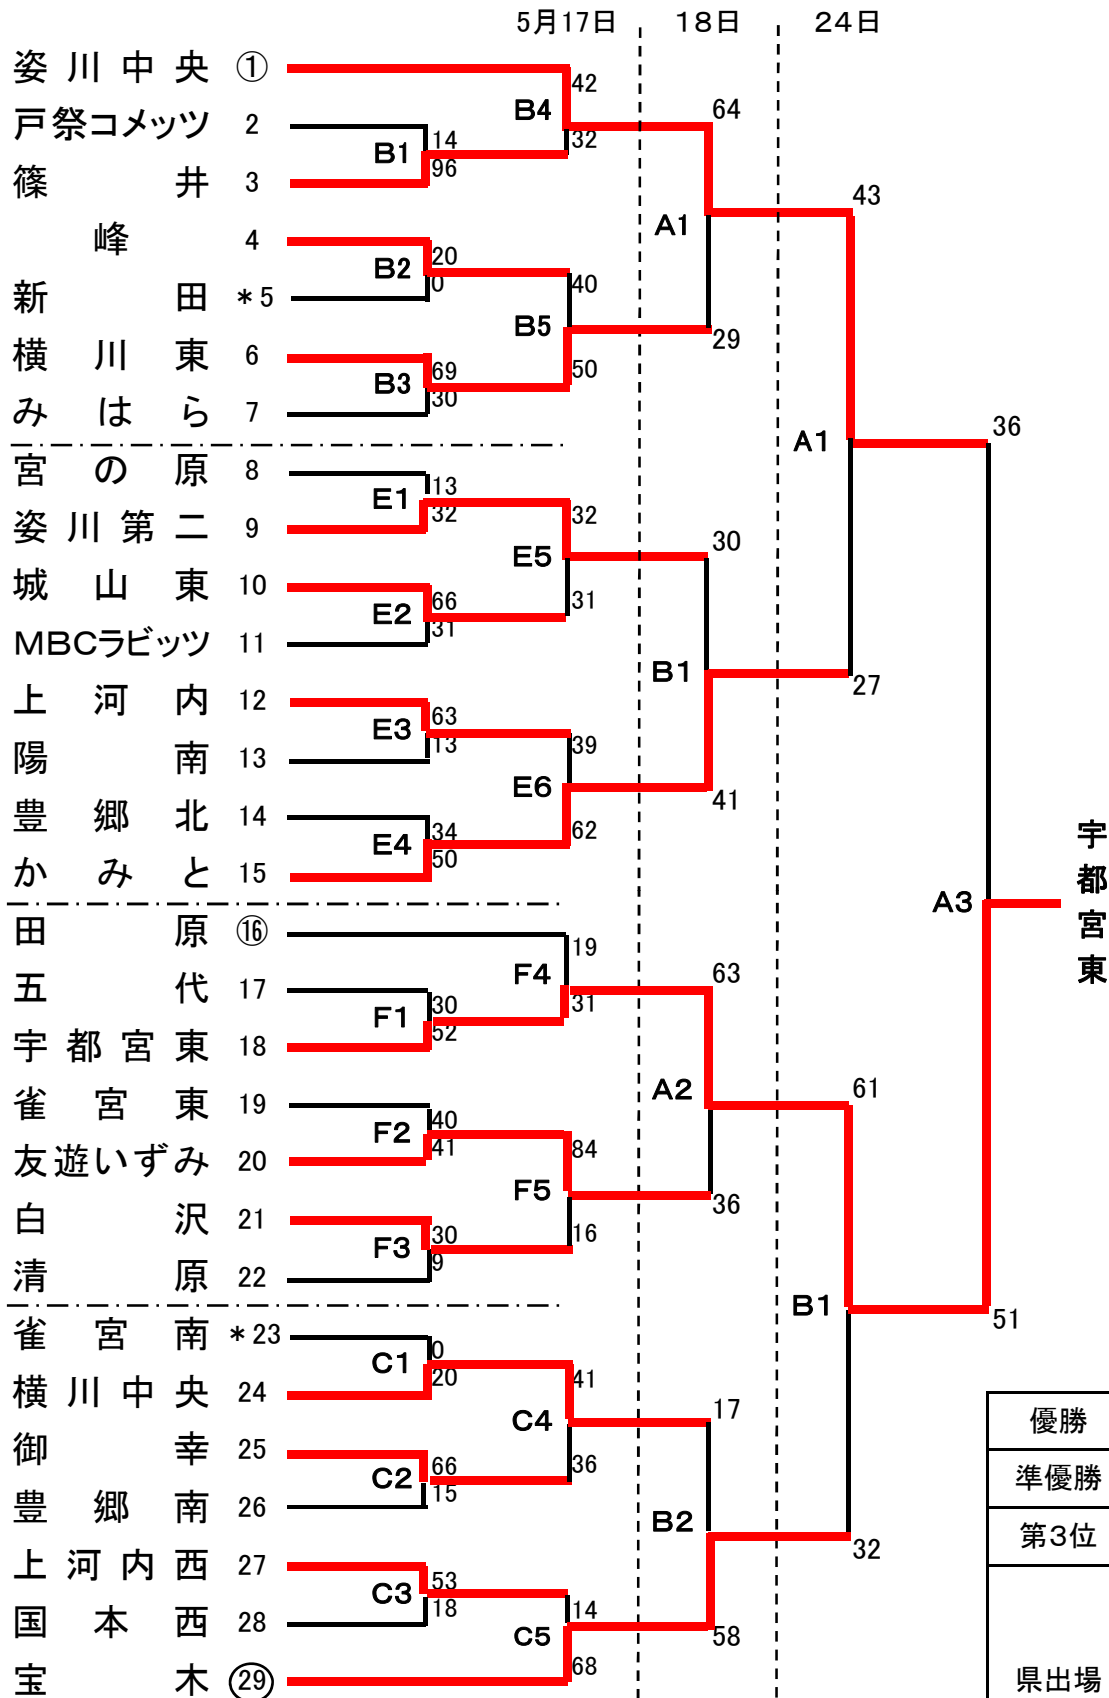 5月17日 18日 24日
姿川中央 ①
42
64
B4
戸祭コメッツ 2
14
32
B1
96
篠井 3
43
A1
峰 4
20
B2
0
40
新田 *5
B5
29
横川東 6
69
50
B3
30
みはら 7
36
A1
宮の原 8
13
E1
32
32
姿川第二 9
30
E5
城山東 10
66
31
E2
31
MBCラビッツ 11
B1
27
上河内 12
63
E3
13
39
陽南 13
E6
41
豊郷北 14
34
62
E4
50
かみと 15
宇都宮東
A3
田原 ⑯
19
F4
63
五代 17
30
31
F1
52
宇都宮東 18
A2
61
雀宮東 19
40
F2
41
84
友遊いずみ 20
F5
36
白沢 21
30
16
F3
9
清原 22
B1
51
雀宮南 *23
0
C1
20
41
横川中央 24
17
C4
優勝
御幸 25
66
36
C2
15
準優勝
豊郷南 26
B2
第3位
32
上河内西 27
53
C3
18
14
国本西 28
C5
58
68
宝木 ㉙
県出場